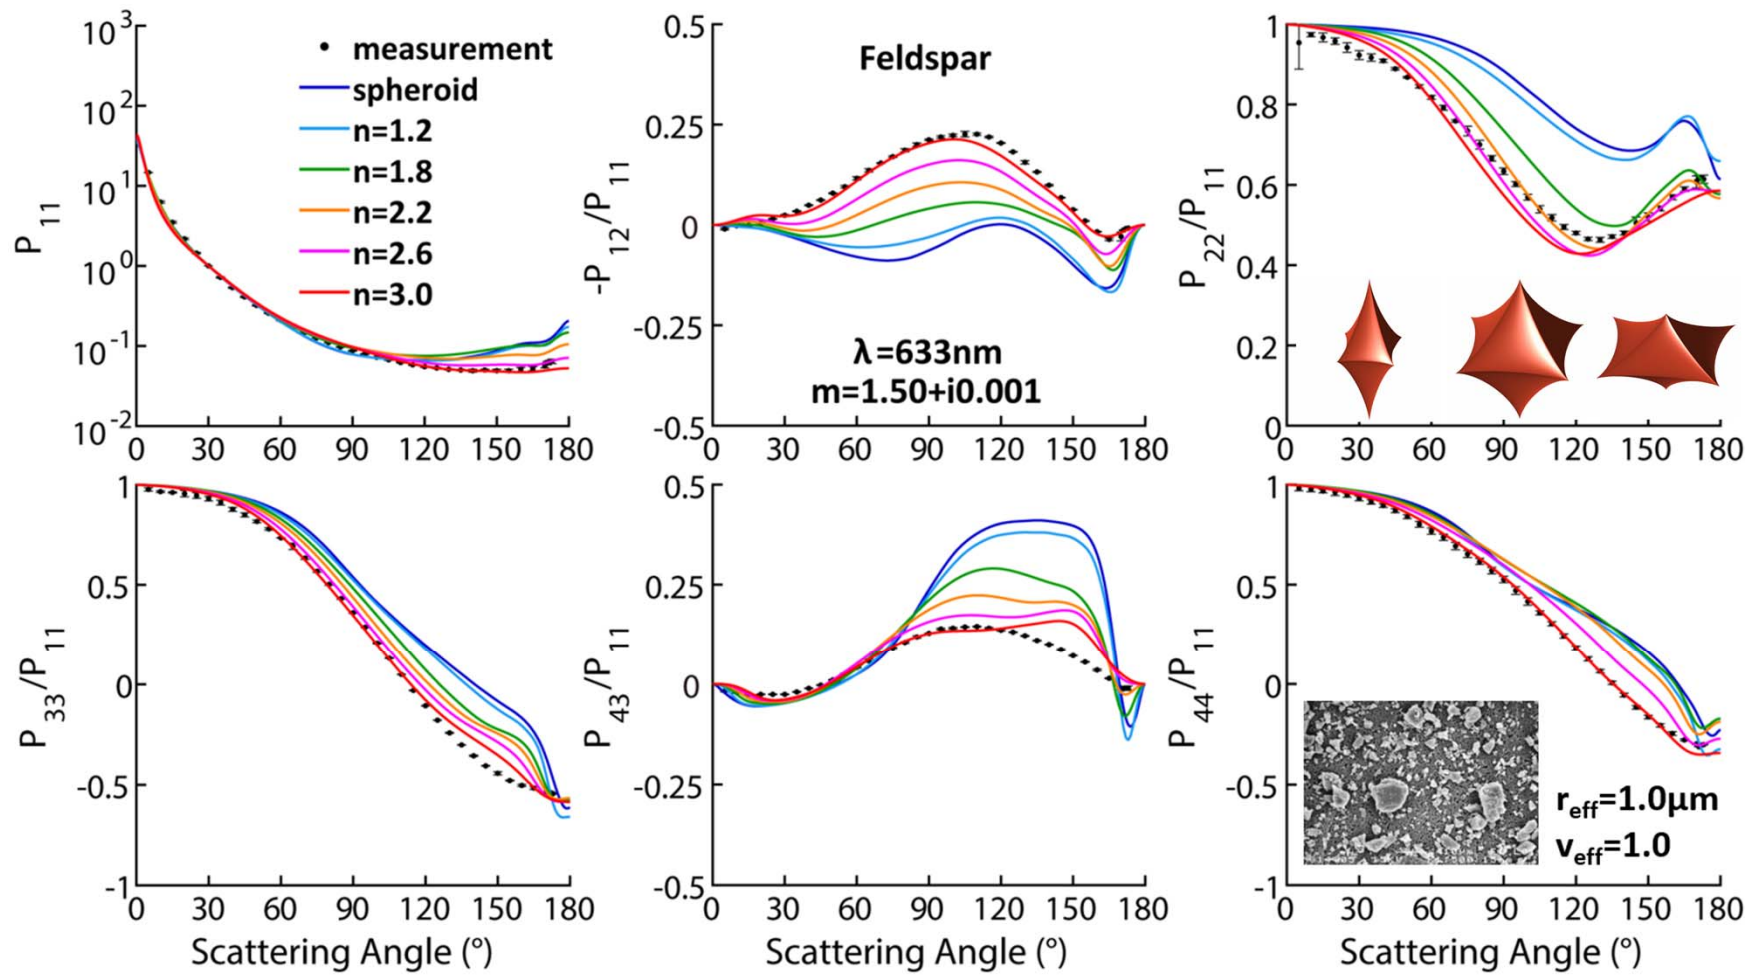 10³
10²
10¹
10⁰
10⁻¹
10⁻²
P₁₁
0 30 60 90 120 150 180
measurement
spheroid
n=1.2
n=1.8
n=2.2
n=2.6
n=3.0
0.5
0.25
0
-0.25
-0.5
-P₁₂/P₁₁
0 30 60 90 120 150 180
Feldspar
λ=633nm
m=1.50+i0.001
1
0.8
0.6
0.4
0.2
0
P₂₂/P₁₁
0 30 60 90 120 150 180
1
0.5
0
-0.5
-1
P₃₃/P₁₁
0 30 60 90 120 150 180
Scattering Angle (°)
0.5
0.25
0
-0.25
-0.5
P₄₃/P₁₁
0 30 60 90 120 150 180
Scattering Angle (°)
1
0.5
0
-0.5
-1
P₄₄/P₁₁
r_eff=1.0μm
v_eff=1.0
0 30 60 90 120 150 180
Scattering Angle (°)